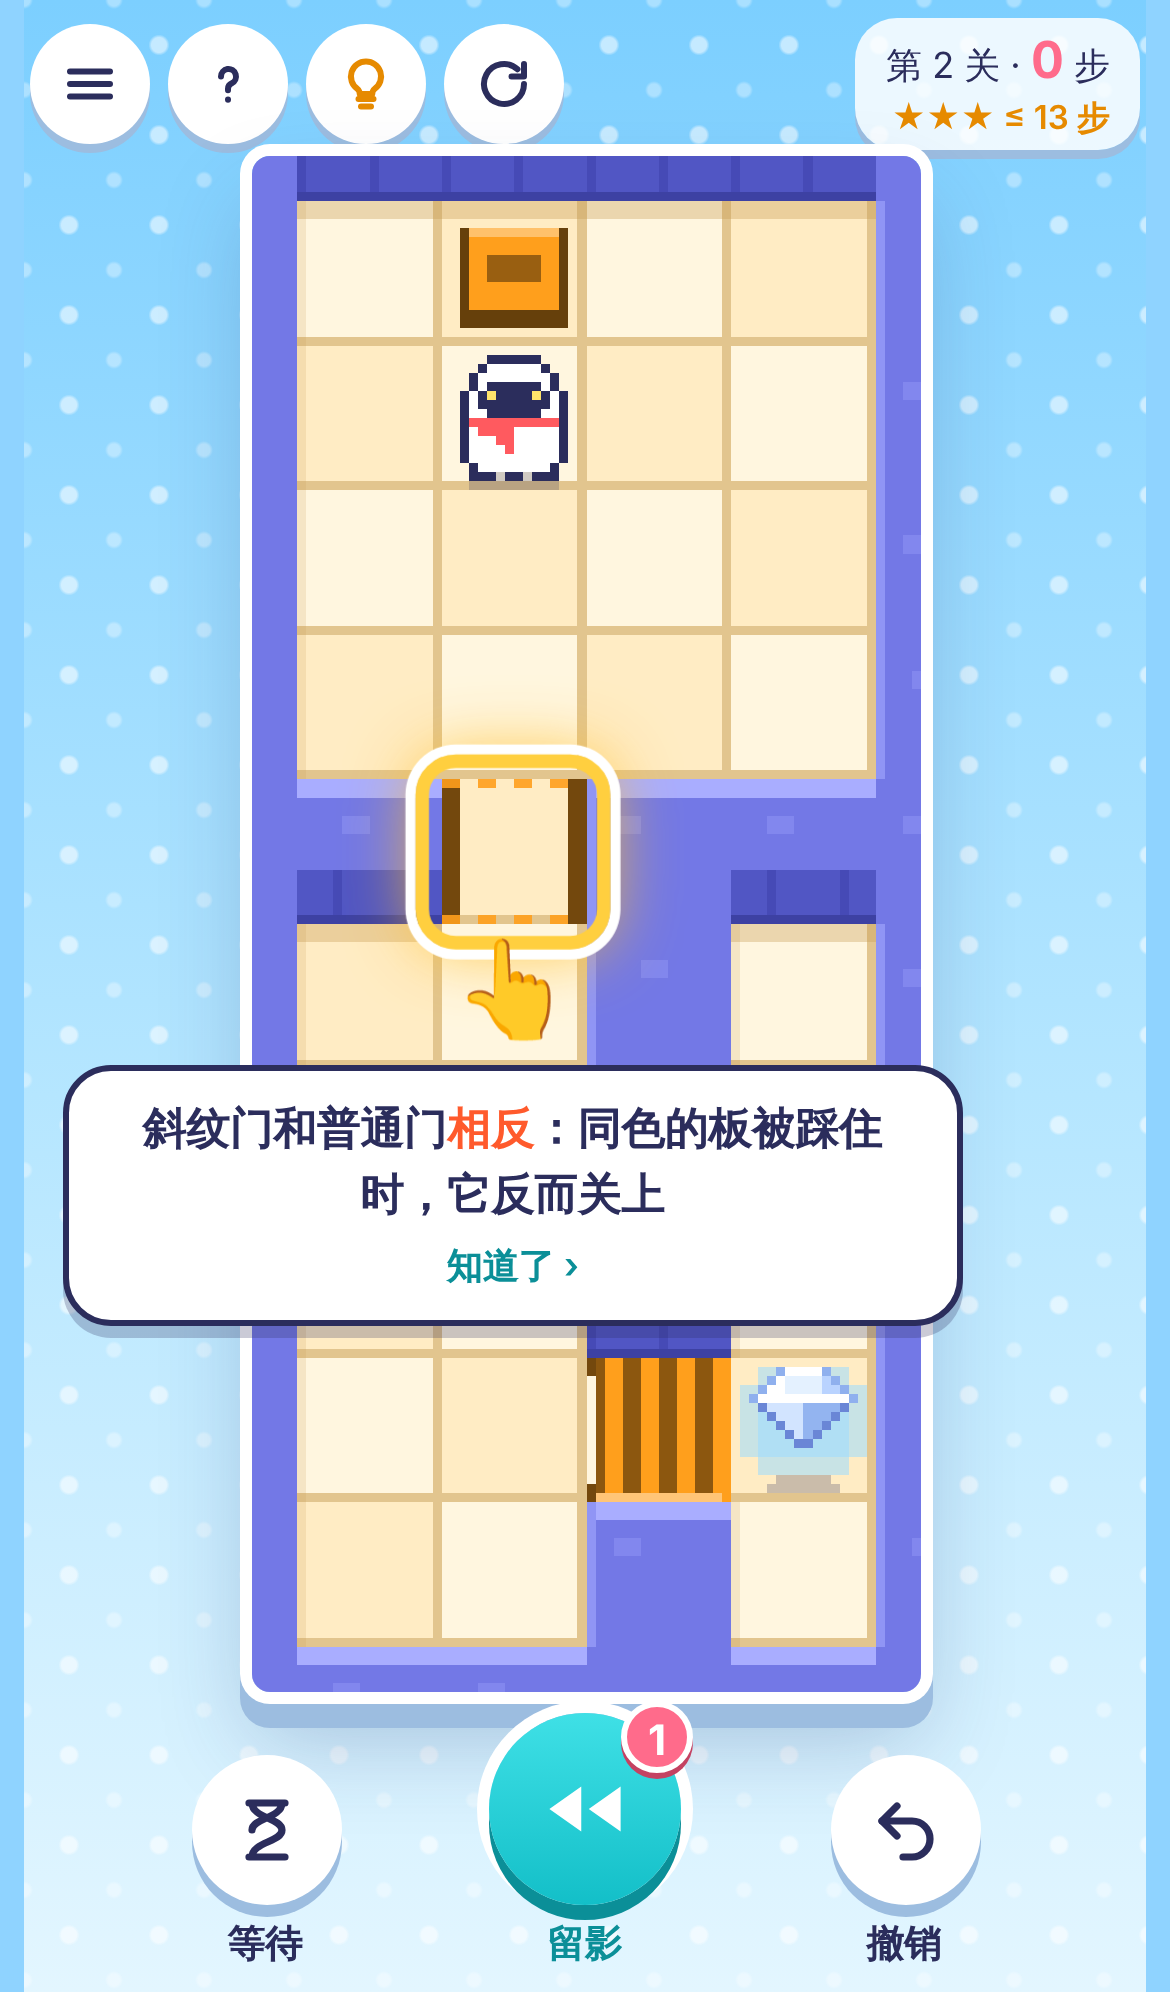 第 2 关 · 0 步
★★★ ≤ 13 步
斜纹门和普通门相反：同色的板被踩住
时，它反而关上
知道了 ›
1
等待
留影
撤销